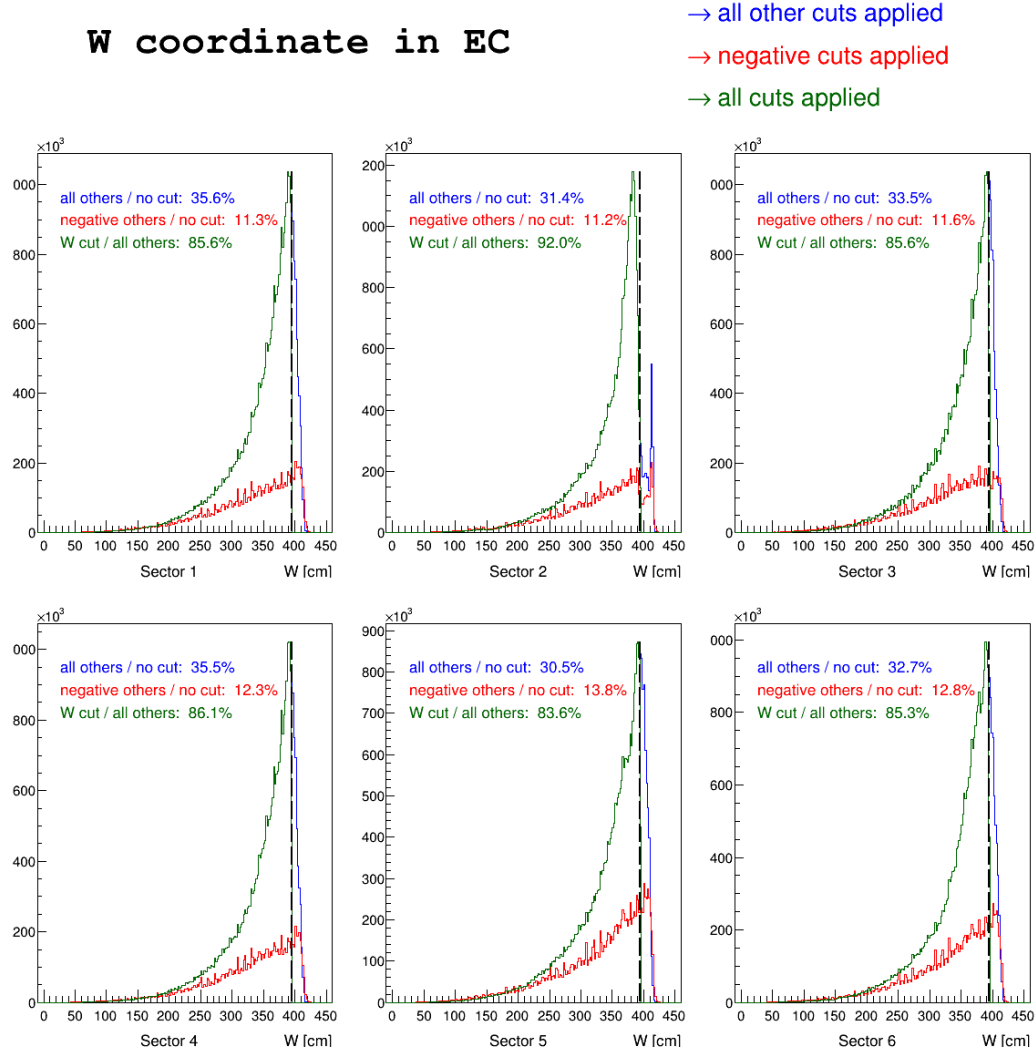 W coordinate in EC
→ all other cuts applied
→ negative cuts applied
→ all cuts applied
×10³
000
800
600
400
200
0
all others / no cut: 35.6%
negative others / no cut: 11.3%
W cut / all others: 85.6%
0 50 100 150 200 250 300 350 400 450
Sector 1 W [cm]
×10³
200
000
800
600
400
200
0
all others / no cut: 31.4%
negative others / no cut: 11.2%
W cut / all others: 92.0%
0 50 100 150 200 250 300 350 400 450
Sector 2 W [cm]
×10³
000
800
600
400
200
0
all others / no cut: 33.5%
negative others / no cut: 11.6%
W cut / all others: 85.6%
0 50 100 150 200 250 300 350 400 450
Sector 3 W [cm]
×10³
000
800
600
400
200
0
all others / no cut: 35.5%
negative others / no cut: 12.3%
W cut / all others: 86.1%
0 50 100 150 200 250 300 350 400 450
Sector 4 W [cm]
×10³
900
800
700
600
500
400
300
200
100
0
all others / no cut: 30.5%
negative others / no cut: 13.8%
W cut / all others: 83.6%
0 50 100 150 200 250 300 350 400 450
Sector 5 W [cm]
×10³
000
800
600
400
200
0
all others / no cut: 32.7%
negative others / no cut: 12.8%
W cut / all others: 85.3%
0 50 100 150 200 250 300 350 400 450
Sector 6 W [cm]